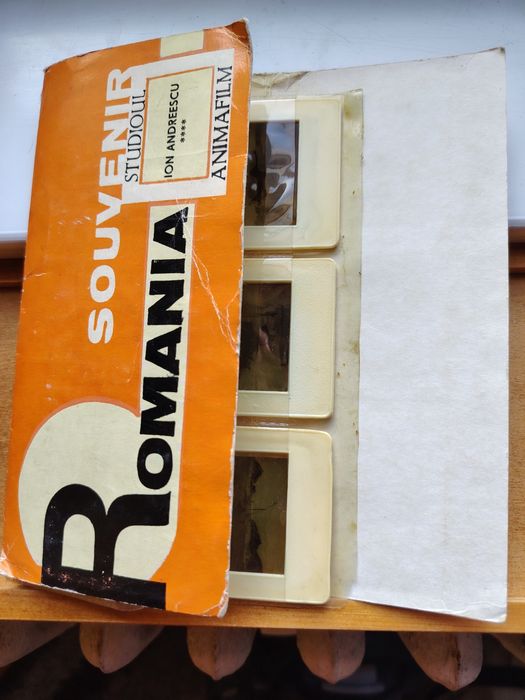 SOUVENIR
ROMANIA
STUDIOUL
ION ANDREESCU
****
ANIMAFILM